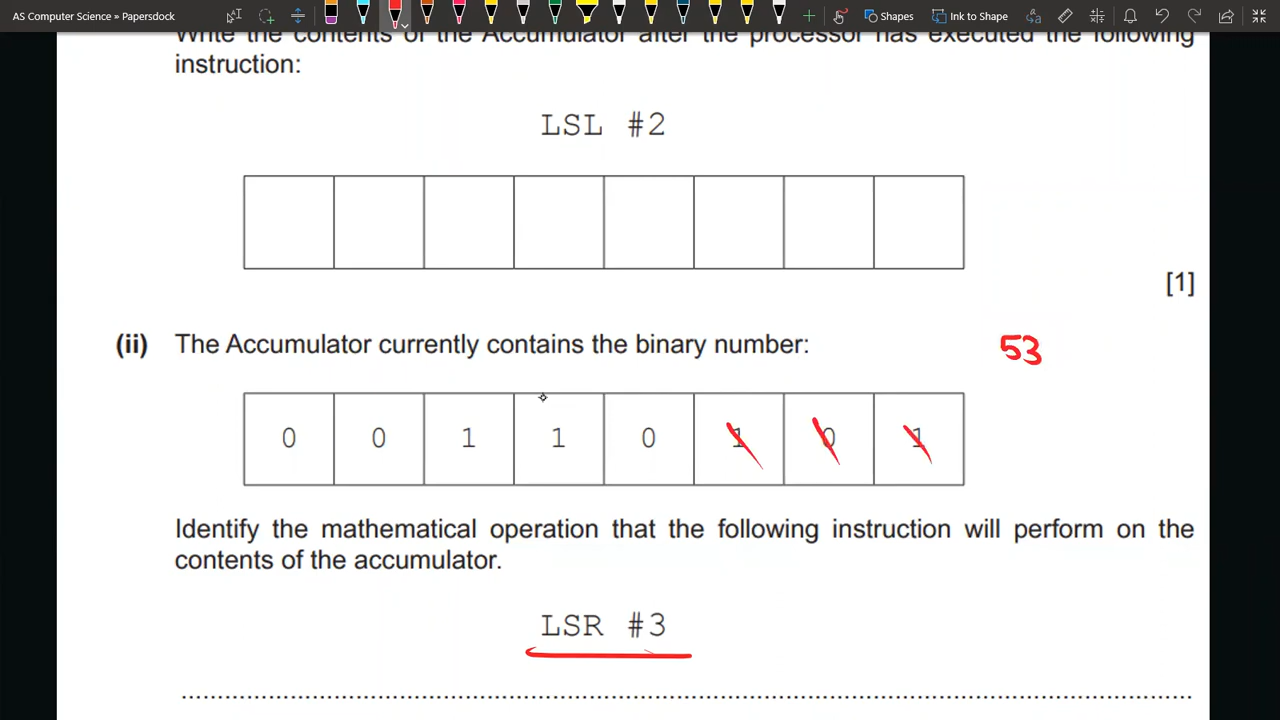 AS Computer Science » Papersdock
Shapes
Ink to Shape
Write the contents of the Accumulator after the processor has executed the following
instruction:
LSL #2
[1]
(ii) The Accumulator currently contains the binary number:
53
0 0 1 1 0 1 0 1
Identify the mathematical operation that the following instruction will perform on the
contents of the accumulator.
LSR #3